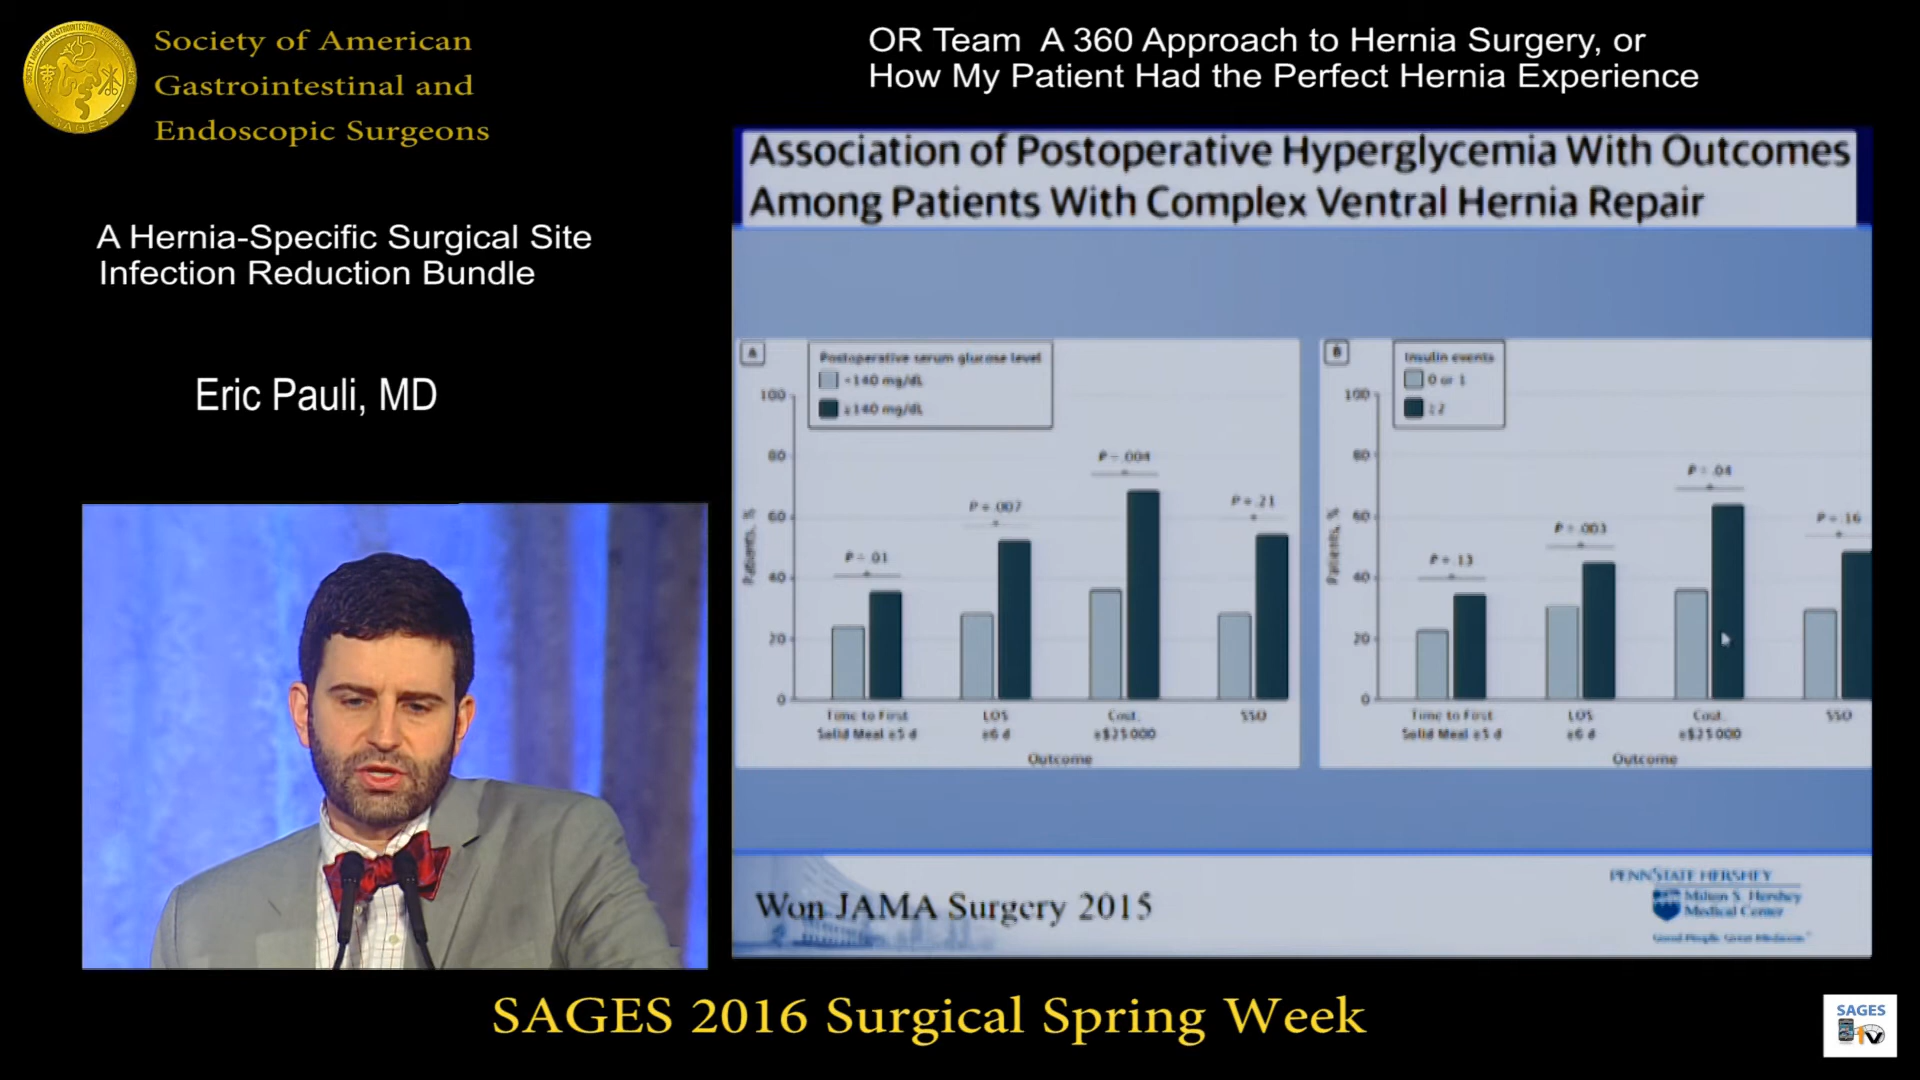 Society of American
Gastrointestinal and
Endoscopic Surgeons
OR Team A 360 Approach to Hernia Surgery, or
How My Patient Had the Perfect Hernia Experience
A Hernia-Specific Surgical Site
Infection Reduction Bundle
Eric Pauli, MD
Association of Postoperative Hyperglycemia With Outcomes
Among Patients With Complex Ventral Hernia Repair
A
Postoperative serum glucose level
<140 mg/dL
≥140 mg/dL
100
80
60
40
20
0
Patients, %
P = .01
P = .007
P = .004
P = .21
Time to First
Solid Meal ≥5 d
LOS
≥6 d
Cost,
≥$25000
SSO
Outcome
B
Insulin events
0 or 1
≥2
100
80
60
40
20
0
Patients, %
P = .13
P = .003
P = .04
P = .16
Time to First
Solid Meal ≥5 d
LOS
≥6 d
Cost,
≥$25000
SSO
Outcome
Won JAMA Surgery 2015
PENNSTATE HERSHEY
Milton S. Hershey
Medical Center
SAGES 2016 Surgical Spring Week
SAGES
TV